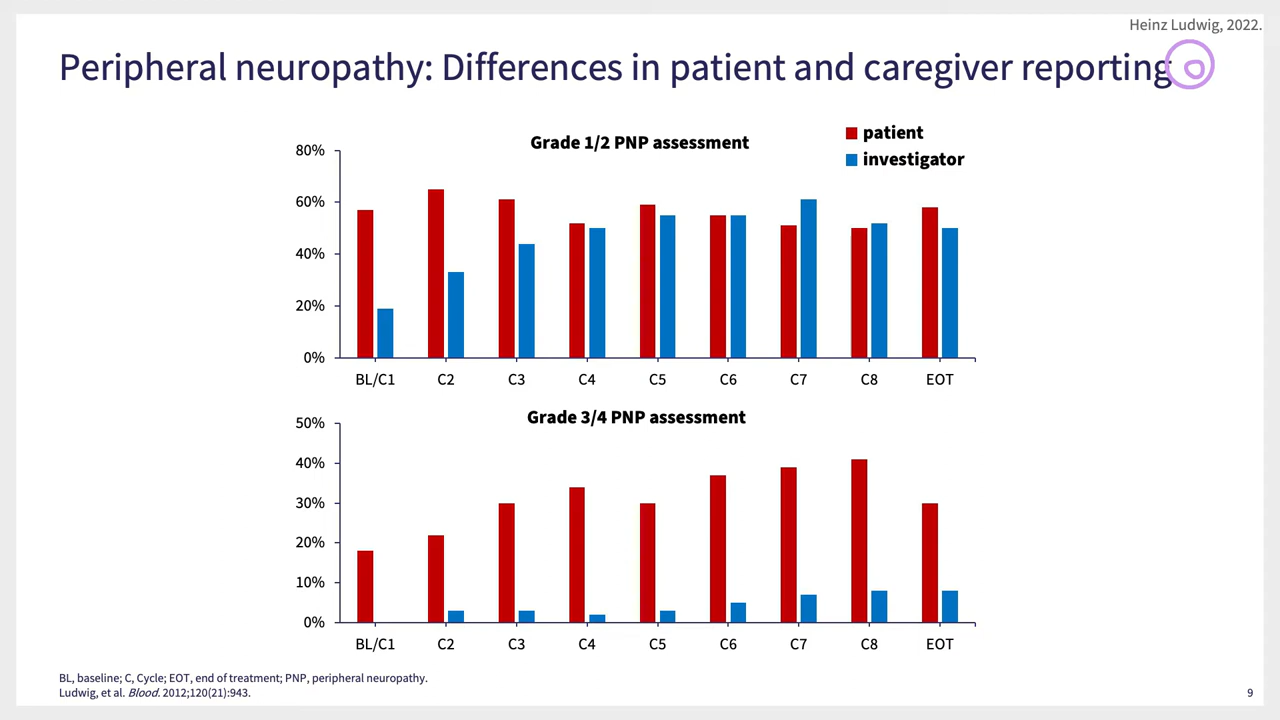 Heinz Ludwig, 2022.
Peripheral neuropathy: Differences in patient and caregiver reporting
Grade 1/2 PNP assessment
patient
investigator
80%
60%
40%
20%
0%
BL/C1 C2 C3 C4 C5 C6 C7 C8 EOT
Grade 3/4 PNP assessment
50%
40%
30%
20%
10%
0%
BL/C1 C2 C3 C4 C5 C6 C7 C8 EOT
BL, baseline; C, Cycle; EOT, end of treatment; PNP, peripheral neuropathy.
Ludwig, et al. Blood. 2012;120(21):943.
9